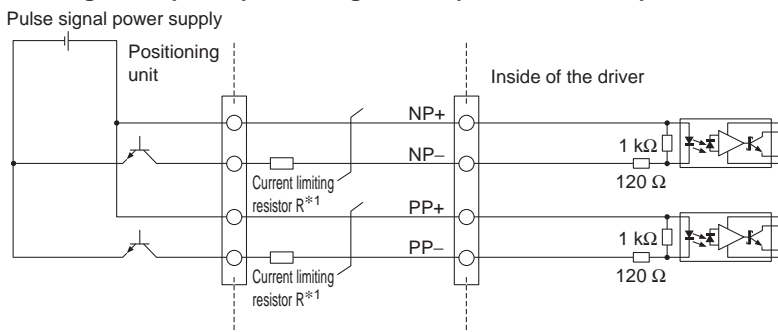 Pulse signal power supply
Positioning
unit
Inside of the driver
NP+
1 kΩ
NP−
120 Ω
Current limiting
resistor R*1
PP+
1 kΩ
PP−
120 Ω
Current limiting
resistor R*1